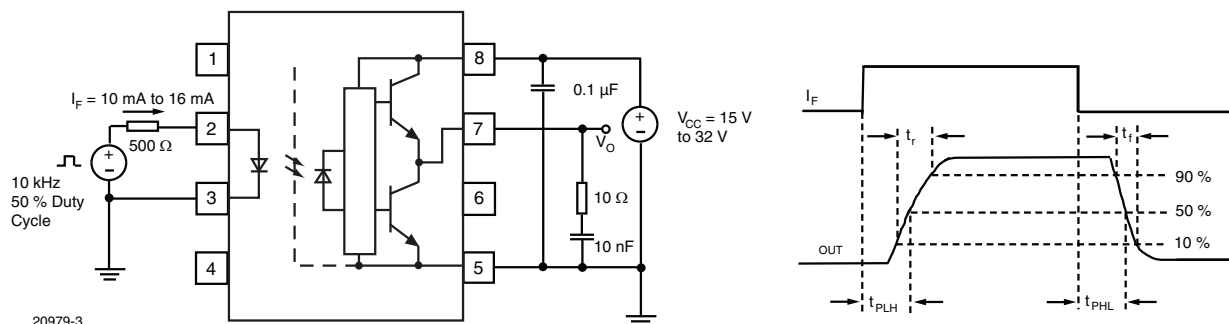 1
8
I_F = 10 mA to 16 mA
0.1 µF
2
7
V_CC = 15 V
to 32 V
500 Ω
V_O
+
-
+
-
10 kHz
50 % Duty
Cycle
3
6
10 Ω
4
5
10 nF
20979-3
I_F
t_r
t_f
90 %
50 %
10 %
OUT
t_PLH
t_PHL